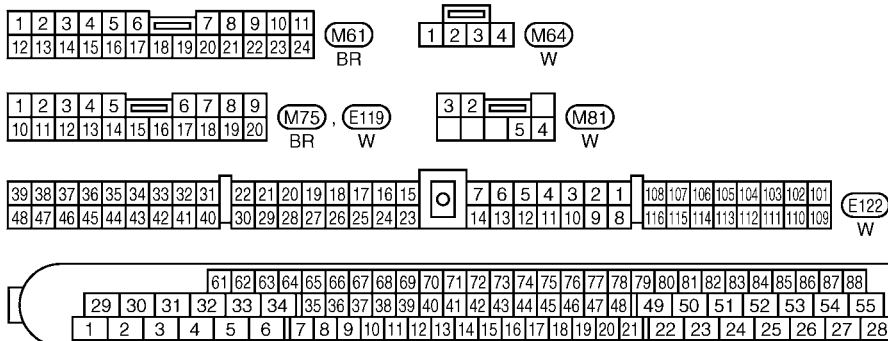 1 2 3 4 5 6 7 8 9 10 11
12 13 14 15 16 17 18 19 20 21 22 23 24
M61
BR
1 2 3 4
M64
W
1 2 3 4 5 6 7 8 9
10 11 12 13 14 15 16 17 18 19 20
M75 , E119
BR W
3 2
5 4
M81
W
39 38 37 36 35 34 33 32 31 22 21 20 19 18 17 16 15 7 6 5 4 3 2 1 108 107 106 105 104 103 102 101
48 47 46 45 44 43 42 41 40 30 29 28 27 26 25 24 23 14 13 12 11 10 9 8 116 115 114 113 112 111 110 109
E122
W
61 62 63 64 65 66 67 68 69 70 71 72 73 74 75 76 77 78 79 80 81 82 83 84 85 86 87 88
29 30 31 32 33 34 35 36 37 38 39 40 41 42 43 44 45 46 47 48 49 50 51 52 53 54 55
1 2 3 4 5 6 7 8 9 10 11 12 13 14 15 16 17 18 19 20 21 22 23 24 25 26 27 28